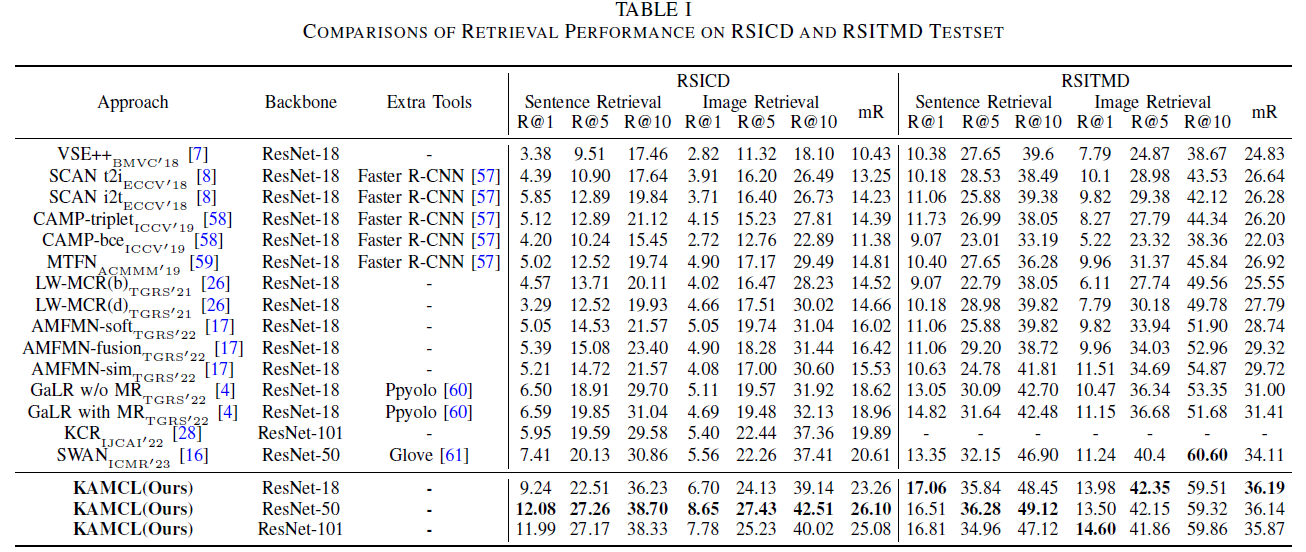 TABLE I
COMPARISONS OF RETRIEVAL PERFORMANCE ON RSICD AND RSITMD TESTSET
RSICD RSITMD
Approach Backbone Extra Tools Sentence Retrieval Image Retrieval mR Sentence Retrieval Image Retrieval mR
R@1 R@5 R@10 R@1 R@5 R@10 R@1 R@5 R@10 R@1 R@5 R@10
VSE++BMVC'18 [7] ResNet-18 - 3.38 9.51 17.46 2.82 11.32 18.10 10.43 10.38 27.65 39.6 7.79 24.87 38.67 24.83
SCAN t2iECCV'18 [8] ResNet-18 Faster R-CNN [57] 4.39 10.90 17.64 3.91 16.20 26.49 13.25 10.18 28.53 38.49 10.1 28.98 43.53 26.64
SCAN i2tECCV'18 [8] ResNet-18 Faster R-CNN [57] 5.85 12.89 19.84 3.71 16.40 26.73 14.23 11.06 25.88 39.38 9.82 29.38 42.12 26.28
CAMP-tripletICCV'19 [58] ResNet-18 Faster R-CNN [57] 5.12 12.89 21.12 4.15 15.23 27.81 14.39 11.73 26.99 38.05 8.27 27.79 44.34 26.20
CAMP-bceICCV'19 [58] ResNet-18 Faster R-CNN [57] 4.20 10.24 15.45 2.72 12.76 22.89 11.38 9.07 23.01 33.19 5.22 23.32 38.36 22.03
MTFNACMMM'19 [59] ResNet-18 Faster R-CNN [57] 5.02 12.52 19.74 4.90 17.17 29.49 14.81 10.40 27.65 36.28 9.96 31.37 45.84 26.92
LW-MCR(b)TGRS'21 [26] ResNet-18 - 4.57 13.71 20.11 4.02 16.47 28.23 14.52 9.07 22.79 38.05 6.11 27.74 49.56 25.55
LW-MCR(d)TGRS'21 [26] ResNet-18 - 3.29 12.52 19.93 4.66 17.51 30.02 14.66 10.18 28.98 39.82 7.79 30.18 49.78 27.79
AMFMN-softTGRS'22 [17] ResNet-18 - 5.05 14.53 21.57 5.05 19.74 31.04 16.02 11.06 25.88 39.82 9.82 33.94 51.90 28.74
AMFMN-fusionTGRS'22 [17] ResNet-18 - 5.39 15.08 23.40 4.90 18.28 31.44 16.42 11.06 29.20 38.72 9.96 34.03 52.96 29.32
AMFMN-simTGRS'22 [17] ResNet-18 - 5.21 14.72 21.57 4.08 17.00 30.60 15.53 10.63 24.78 41.81 11.51 34.69 54.87 29.72
GaLR w/o MRTGRS'22 [4] ResNet-18 Ppyolo [60] 6.50 18.91 29.70 5.11 19.57 31.92 18.62 13.05 30.09 42.70 10.47 36.34 53.35 31.00
GaLR with MRTGRS'22 [4] ResNet-18 Ppyolo [60] 6.59 19.85 31.04 4.69 19.48 32.13 18.96 14.82 31.64 42.48 11.15 36.68 51.68 31.41
KCRIJCAI'22 [28] ResNet-101 - 5.95 19.59 29.58 5.40 22.44 37.36 19.89 - - - - - - -
SWANICMR'23 [16] ResNet-50 Glove [61] 7.41 20.13 30.86 5.56 22.26 37.41 20.61 13.35 32.15 46.90 11.24 40.4 60.60 34.11
KAMCL(Ours) ResNet-18 - 9.24 22.51 36.23 6.70 24.13 39.14 23.26 17.06 35.84 48.45 13.98 42.35 59.51 36.19
KAMCL(Ours) ResNet-50 - 12.08 27.26 38.70 8.65 27.43 42.51 26.10 16.51 36.28 49.12 13.50 42.15 59.32 36.14
KAMCL(Ours) ResNet-101 - 11.99 27.17 38.33 7.78 25.23 40.02 25.08 16.81 34.96 47.12 14.60 41.86 59.86 35.87